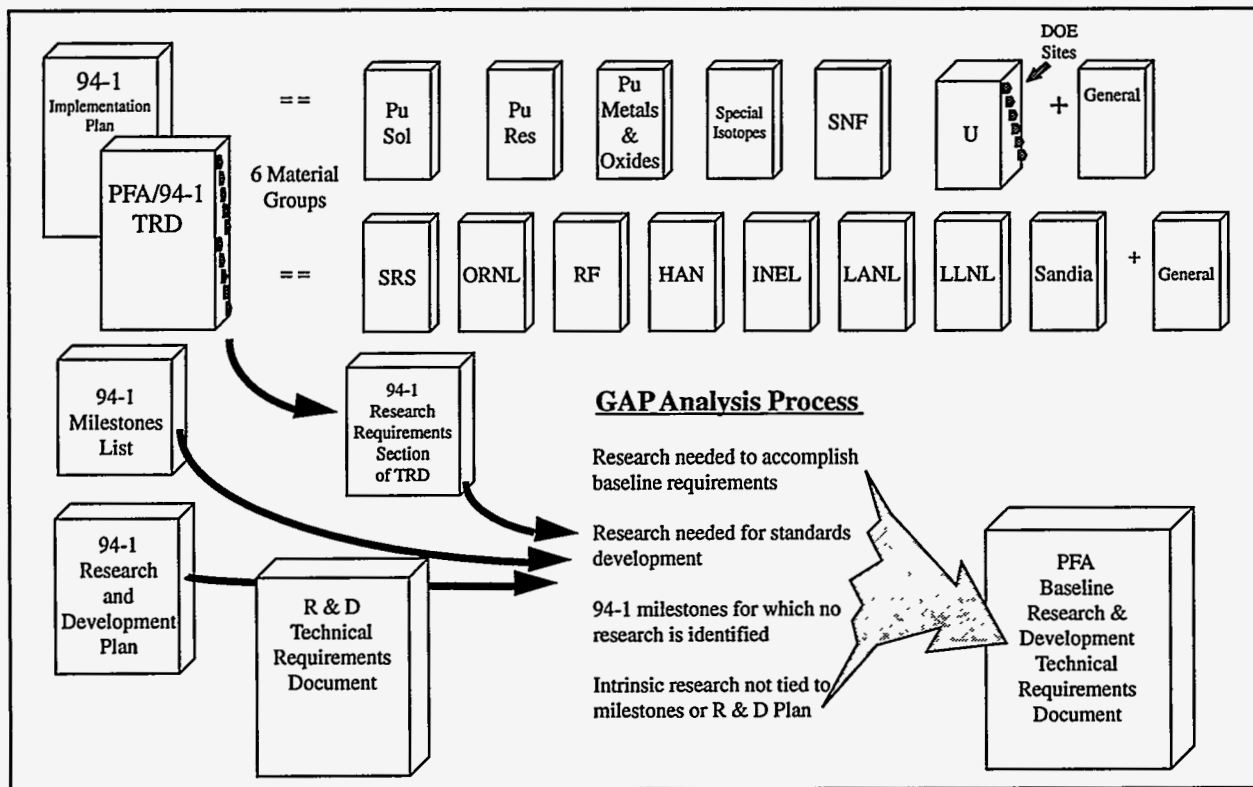 94-1
Implementation
Plan
PFA/94-1
TRD
==
6 Material
Groups
==
Pu
Sol
Pu
Res
Pu
Metals
&
Oxides
Special
Isotopes
SNF
U
DOE
Sites
+
General
SRS
ORNL
RF
HAN
INEL
LANL
LLNL
Sandia
+
General
94-1
Milestones
List
94-1
Research
Requirements
Section
of TRD
94-1
Research
and
Development
Plan
R & D
Technical
Requirements
Document
GAP Analysis Process
Research needed to accomplish
baseline requirements
Research needed for standards
development
94-1 milestones for which no
research is identified
Intrinsic research not tied to
milestones or R & D Plan
PFA
Baseline
Research &
Development
Technical
Requirements
Document